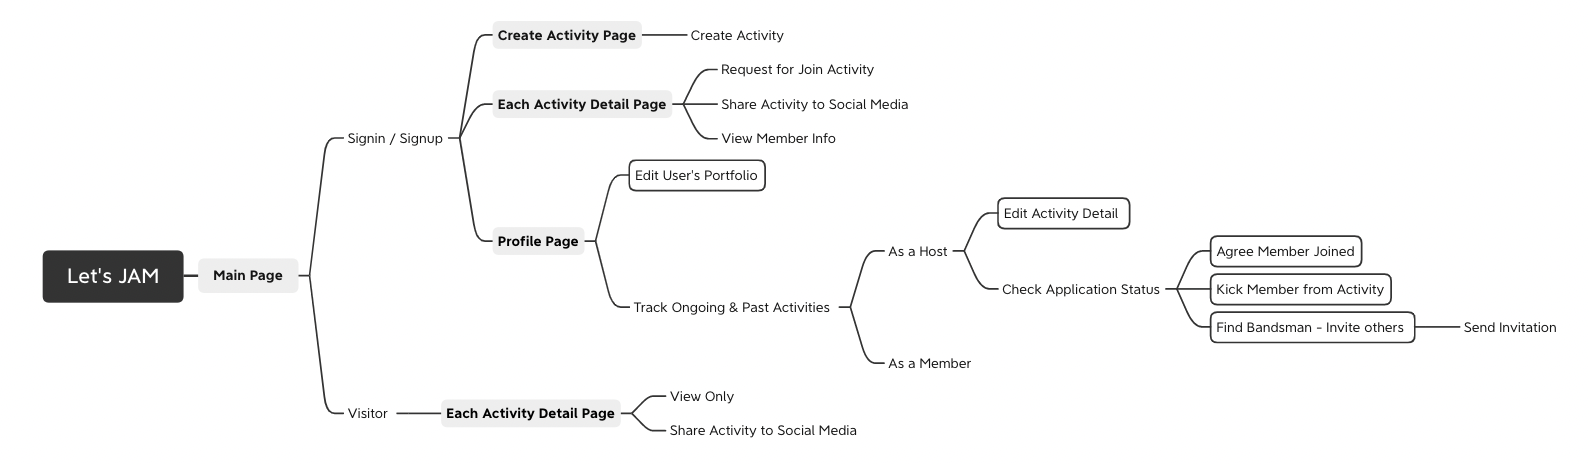 Let's JAM
Main Page
Signin / Signup
Create Activity Page
Create Activity
Each Activity Detail Page
Request for Join Activity
Share Activity to Social Media
View Member Info
Profile Page
Edit User's Portfolio
Track Ongoing & Past Activities
As a Host
Edit Activity Detail
Check Application Status
Agree Member Joined
Kick Member from Activity
Find Bandsman - Invite others
Send Invitation
As a Member
Visitor
Each Activity Detail Page
View Only
Share Activity to Social Media